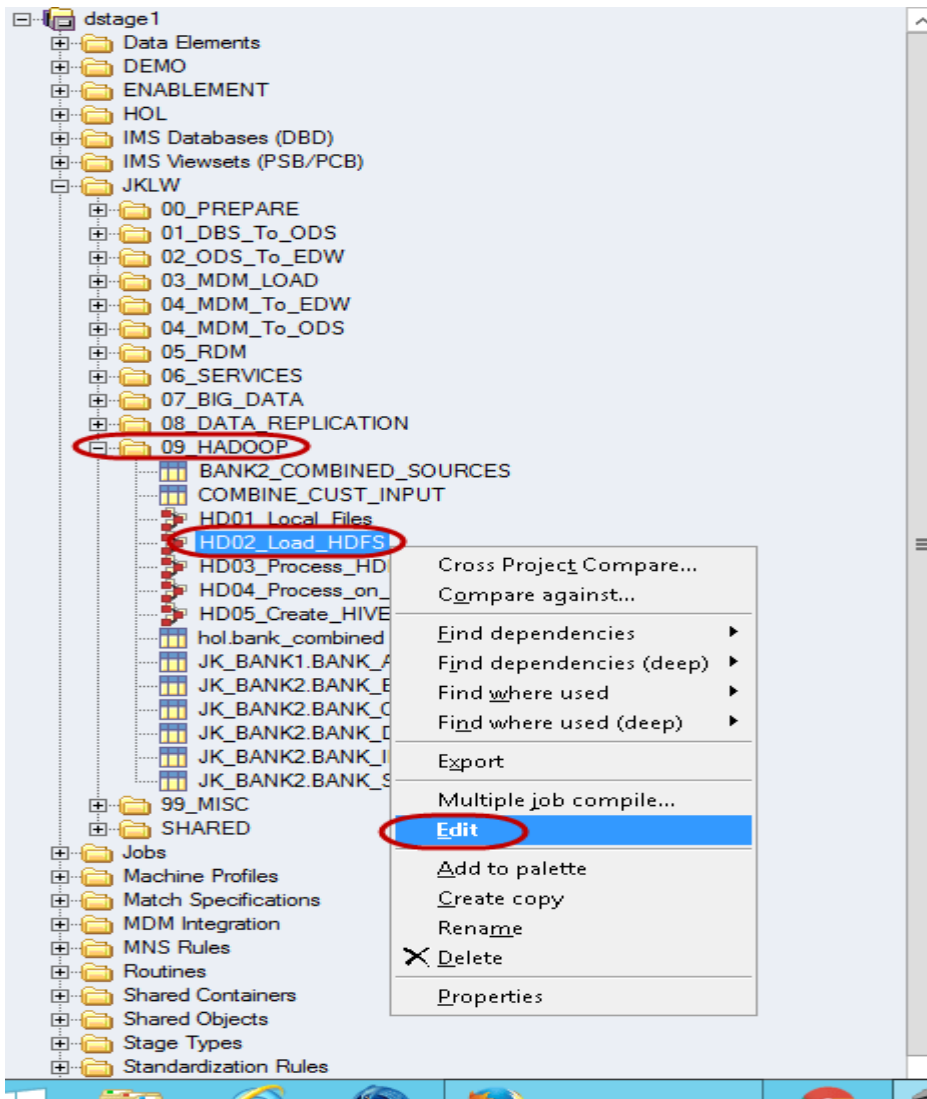 dstage1
Data Elements
DEMO
ENABLEMENT
HOL
IMS Databases (DBD)
IMS Viewsets (PSB/PCB)
JKLW
00_PREPARE
01_DBS_To_ODS
02_ODS_To_EDW
03_MDM_LOAD
04_MDM_To_EDW
04_MDM_To_ODS
05_RDM
06_SERVICES
07_BIG_DATA
08_DATA_REPLICATION
09_HADOOP
BANK2_COMBINED_SOURCES
COMBINE_CUST_INPUT
HD01_Local_Files
HD02_Load_HDFS
HD03_Process_HD
HD04_Process_on_
HD05_Create_HIVE
hol.bank_combined
JK_BANK1.BANK_A
JK_BANK2.BANK_B
JK_BANK2.BANK_C
JK_BANK2.BANK_D
JK_BANK2.BANK_I
JK_BANK2.BANK_S
99_MISC
SHARED
Jobs
Machine Profiles
Match Specifications
MDM Integration
MNS Rules
Routines
Shared Containers
Shared Objects
Stage Types
Standardization Rules
Cross Project Compare...
Compare against...
Find dependencies
Find dependencies (deep)
Find where used
Find where used (deep)
Export
Multiple job compile...
Edit
Add to palette
Create copy
Rename
Delete
Properties